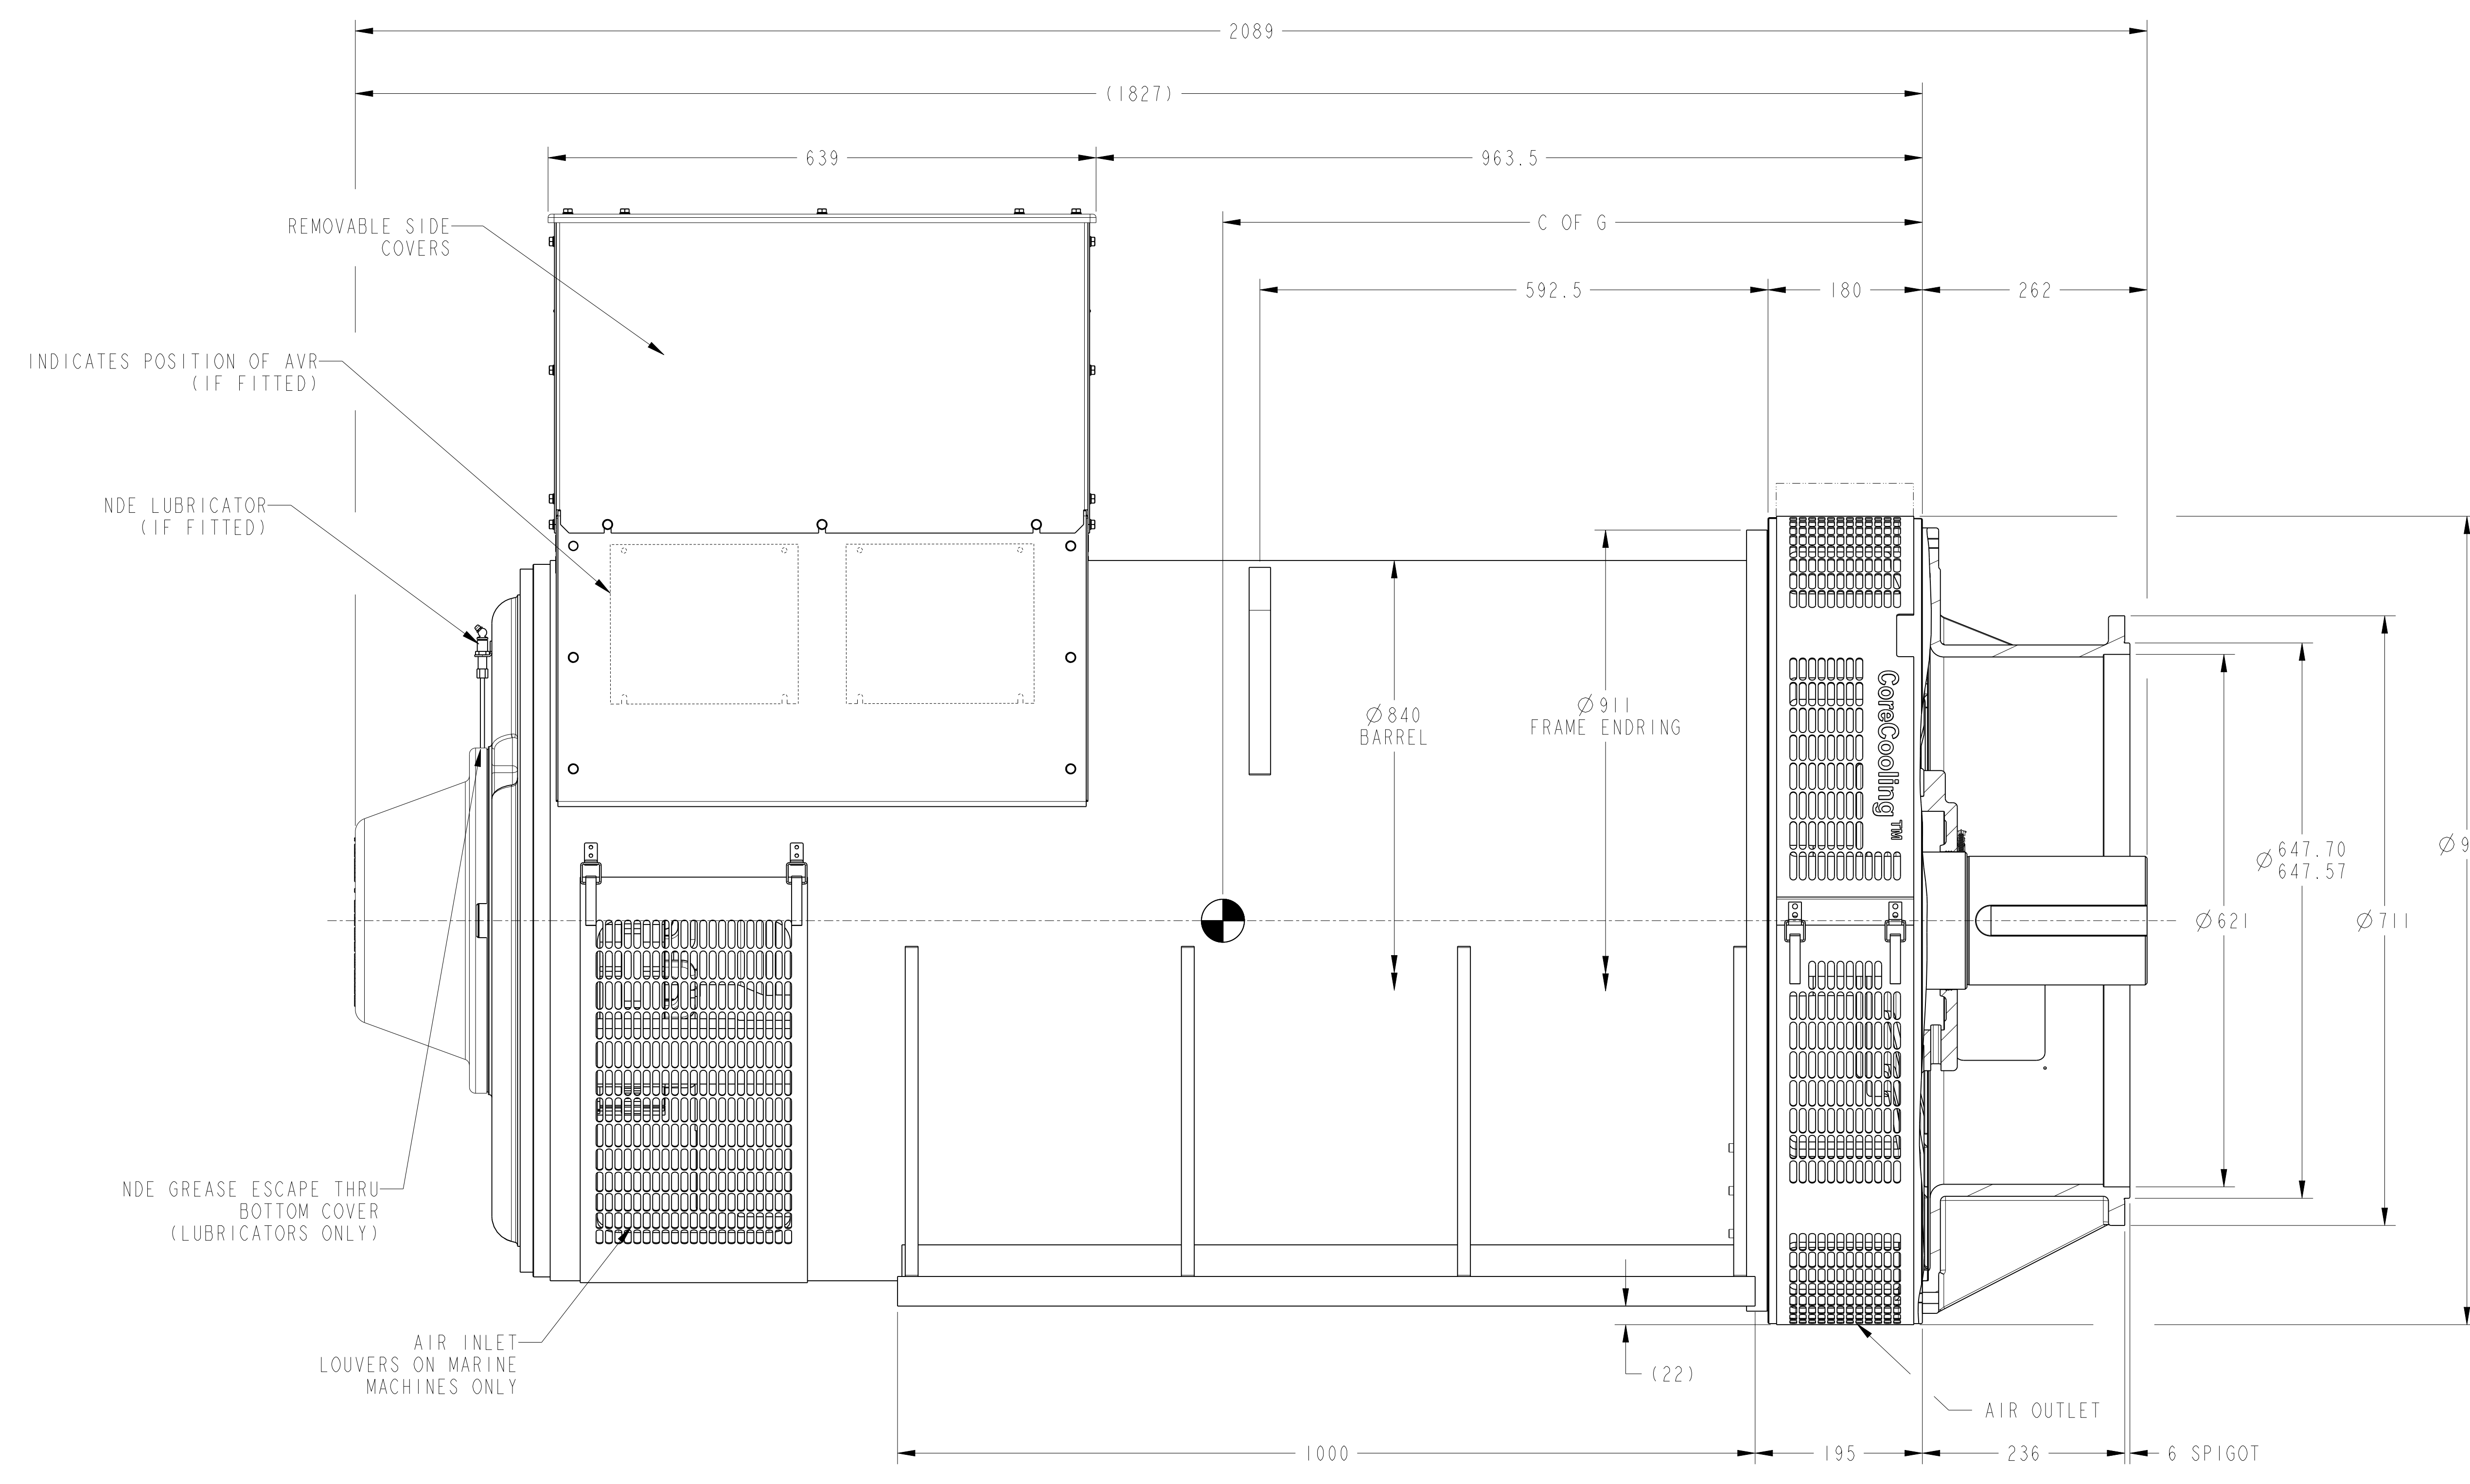 2089
(1827)
639
963.5
REMOVABLE SIDE
COVERS
C OF G
592.5
180
262
INDICATES POSITION OF AVR
(IF FITTED)
NDE LUBRICATOR
(IF FITTED)
CoreCooling™
Ø840
BARREL
Ø911
FRAME ENDRING
Ø9
Ø647.70
647.57
Ø621
Ø711
NDE GREASE ESCAPE THRU
BOTTOM COVER
(LUBRICATORS ONLY)
AIR INLET
LOUVERS ON MARINE
MACHINES ONLY
(22)
AIR OUTLET
1000
195
236
6 SPIGOT